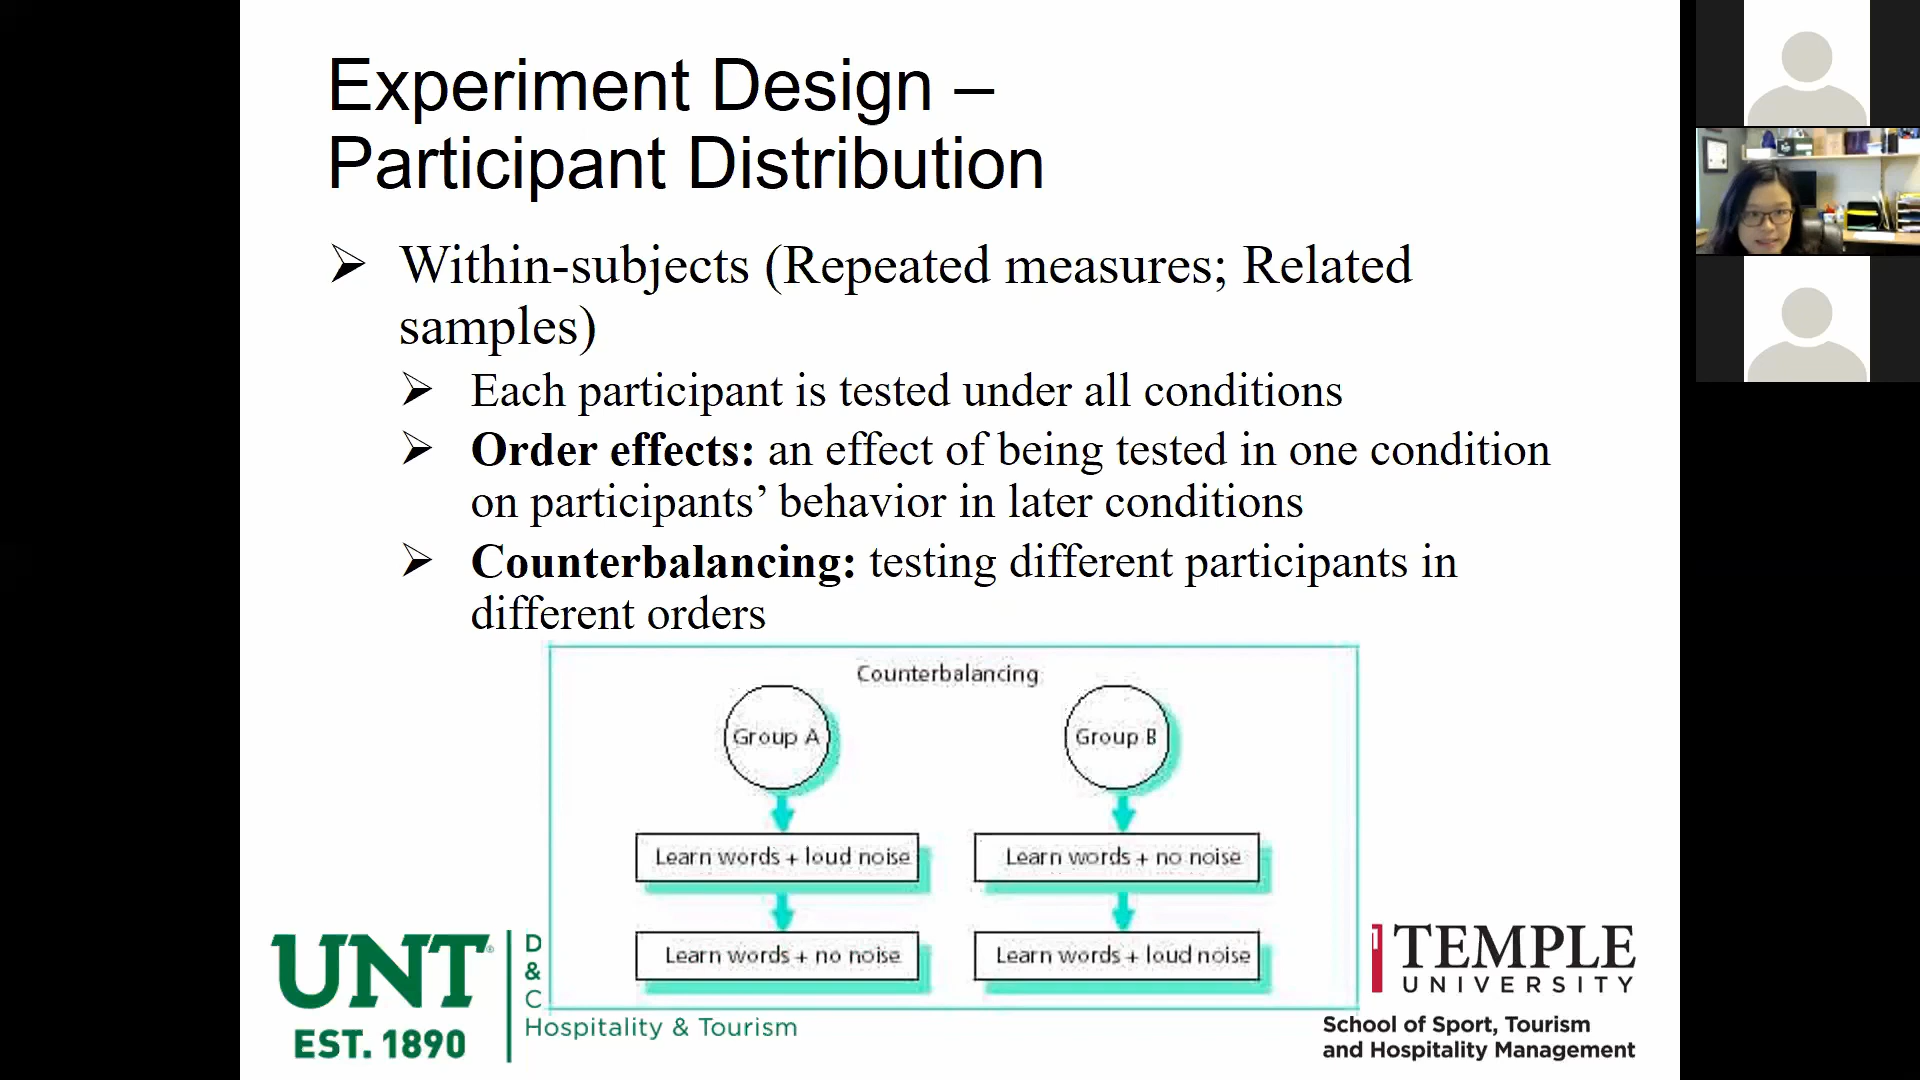 Experiment Design –
Participant Distribution
Within-subjects (Repeated measures; Related
samples)
Each participant is tested under all conditions
Order effects: an effect of being tested in one condition
on participants’ behavior in later conditions
Counterbalancing: testing different participants in
different orders
Counterbalancing
Group A
Group B
Learn words + loud noise
Learn words + no noise
Learn words + no noise
Learn words + loud noise
UNT®
EST. 1890
D
&
C
Hospitality & Tourism
TEMPLE
UNIVERSITY
School of Sport, Tourism
and Hospitality Management